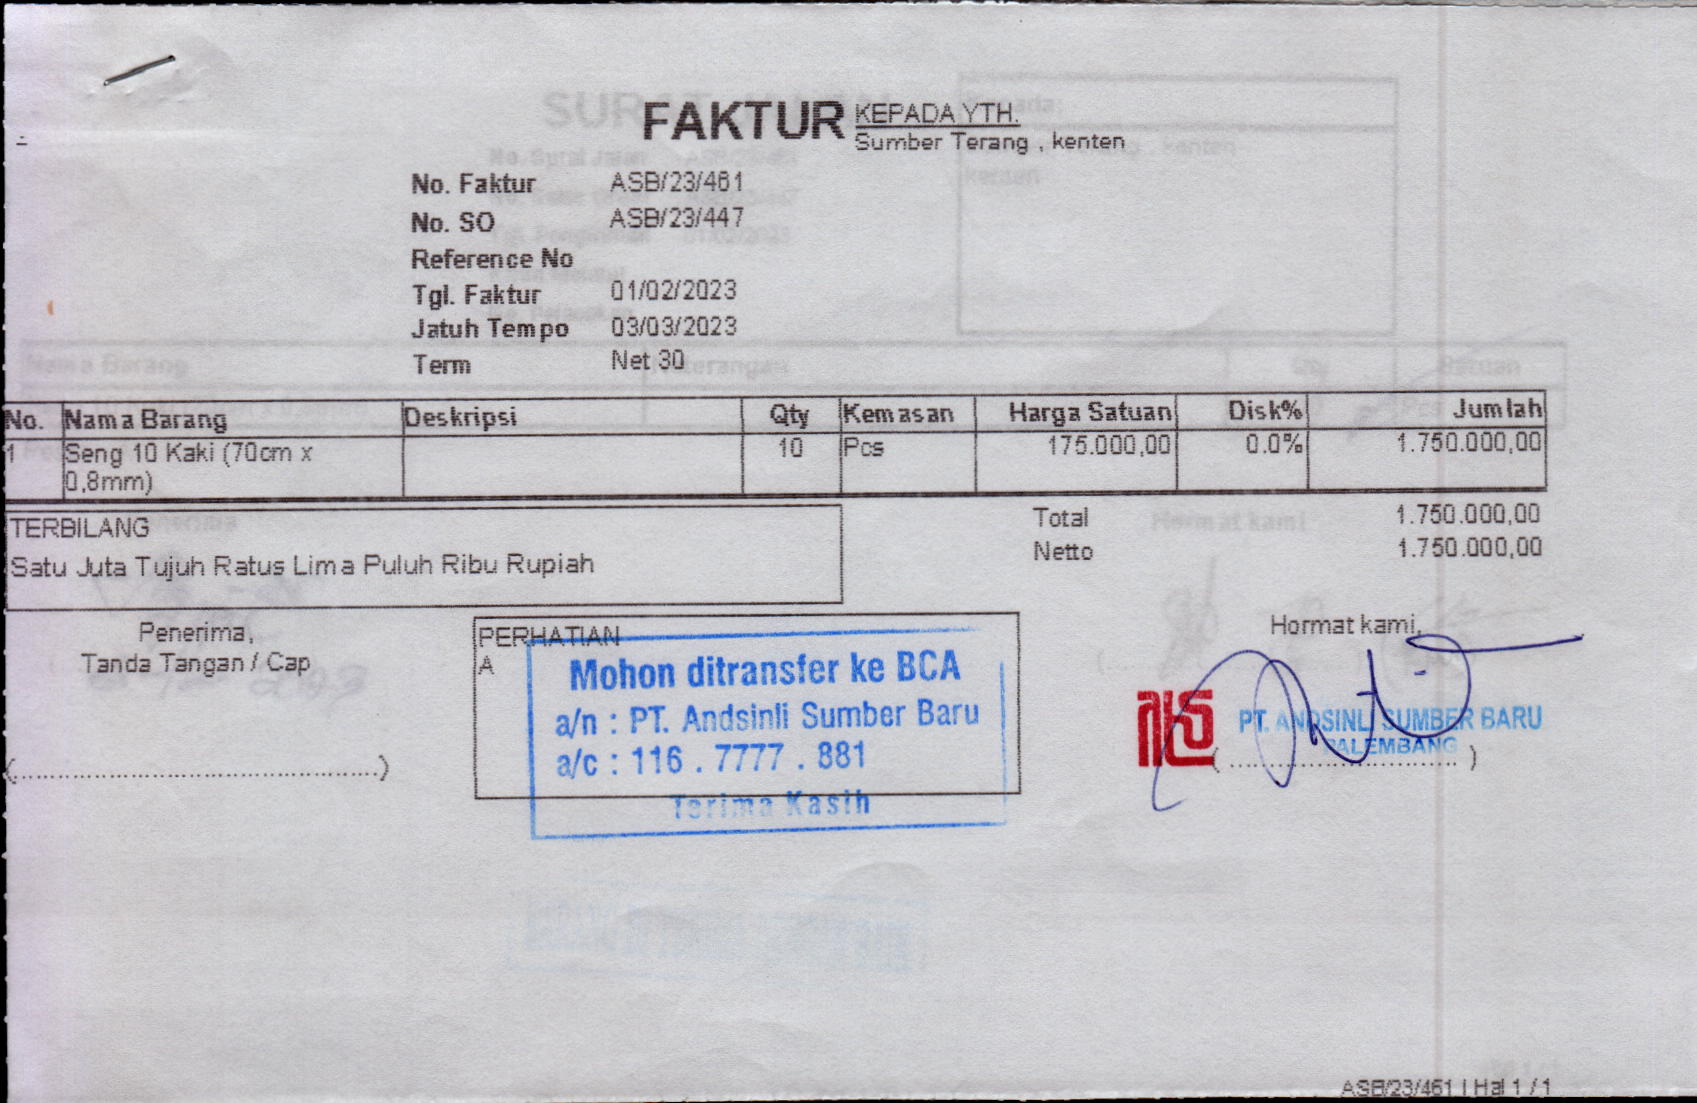 FAKTUR
KEPADA YTH.
Sumber Terang , kenten
No. Faktur ASB/23/461
No. SO ASB/23/447
Reference No
Tgl. Faktur 01/02/2023
Jatuh Tempo 03/03/2023
Term Net 30
No. Nama Barang Deskripsi Qty Kemasan Harga Satuan Disk% Jumlah
1 Seng 10 Kaki (70cm x 10 Pcs 175.000,00 0.0% 1.750.000,00
0,8mm)
TERBILANG
Satu Juta Tujuh Ratus Lima Puluh Ribu Rupiah
Total 1.750.000,00
Netto 1.750.000,00
Penerima,
Tanda Tangan / Cap
(....................................................)
PERHATIAN
A
Mohon ditransfer ke BCA
a/n : PT. Andsinli Sumber Baru
a/c : 116 . 7777 . 881
Terima Kasih
Hormat kami,
PT. ANDSINLI SUMBER BARU
PALEMBANG
( ................................ )
ASB/23/461 | Hal 1 / 1